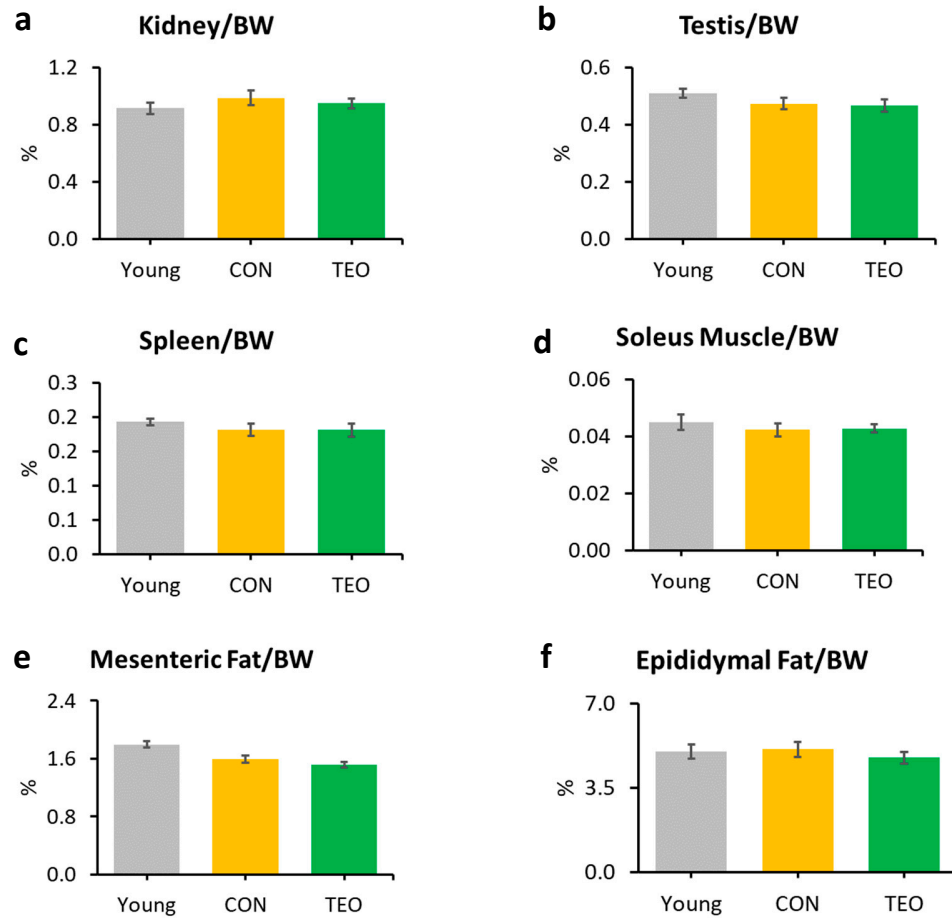 a
Kidney/BW
1.2
0.8
0.4
0.0
%
Young CON TEO
b
Testis/BW
0.6
0.4
0.2
0.0
%
Young CON TEO
c
Spleen/BW
0.3
0.2
0.2
0.1
0.1
0.0
%
Young CON TEO
d
Soleus Muscle/BW
0.06
0.04
0.02
0.00
%
Young CON TEO
e
Mesenteric Fat/BW
2.4
1.6
0.8
0.0
%
Young CON TEO
f
Epididymal Fat/BW
7.0
3.5
0.0
%
Young CON TEO